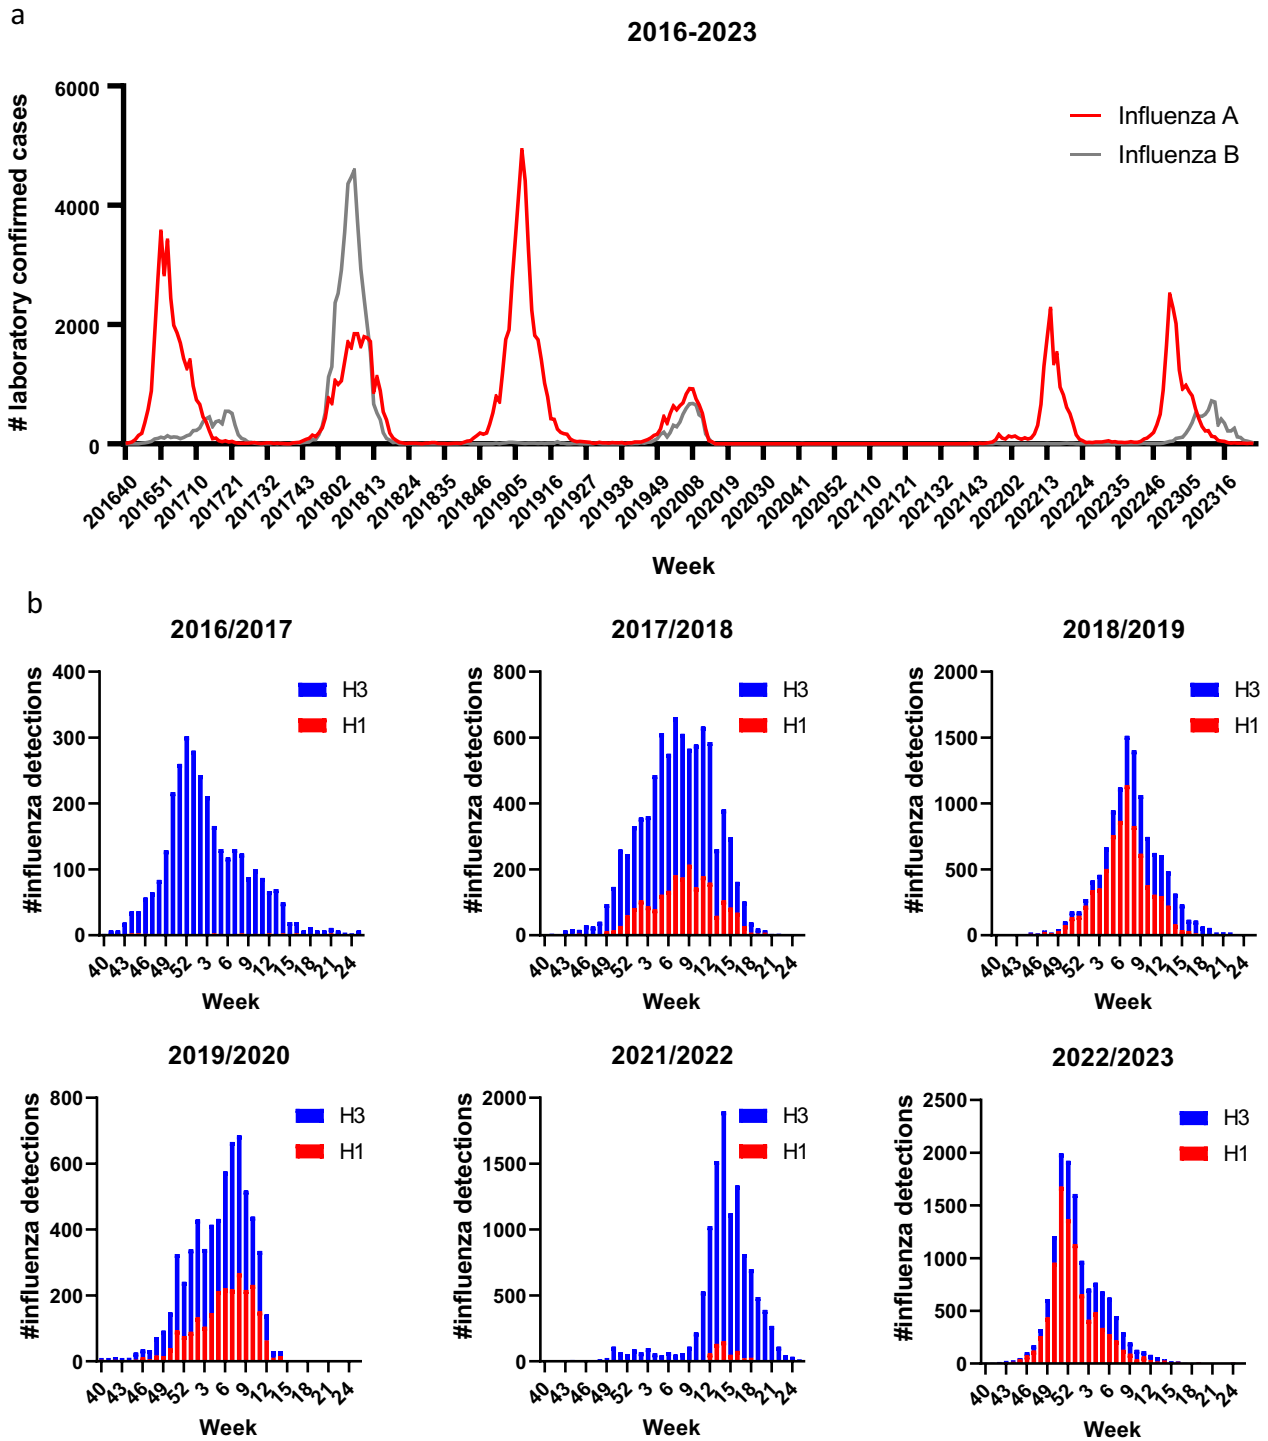 a
2016-2023
# laboratory confirmed cases
6000
4000
2000
0
Influenza A
Influenza B
201640 201651 201710 201721 201732 201743 201802 201813 201824 201835 201846 201905 201916 201927 201938 201949 202008 202019 202030 202041 202052 202110 202121 202132 202143 202202 202213 202224 202235 202246 202305 202316
Week
b
2016/2017
#influenza detections
400
300
200
100
0
H3
H1
40 43 46 49 52 3 6 9 12 15 18 21 24
Week
2017/2018
#influenza detections
800
600
400
200
0
H3
H1
40 43 46 49 52 3 6 9 12 15 18 21 24
Week
2018/2019
#influenza detections
2000
1500
1000
500
0
H3
H1
40 43 46 49 52 3 6 9 12 15 18 21 24
Week
2019/2020
#influenza detections
800
600
400
200
0
H3
H1
40 43 46 49 52 3 6 9 12 15 18 21 24
Week
2021/2022
#influenza detections
2000
1500
1000
500
0
H3
H1
40 43 46 49 52 3 6 9 12 15 18 21 24
Week
2022/2023
#influenza detections
2500
2000
1500
1000
500
0
H3
H1
40 43 46 49 52 3 6 9 12 15 18 21 24
Week